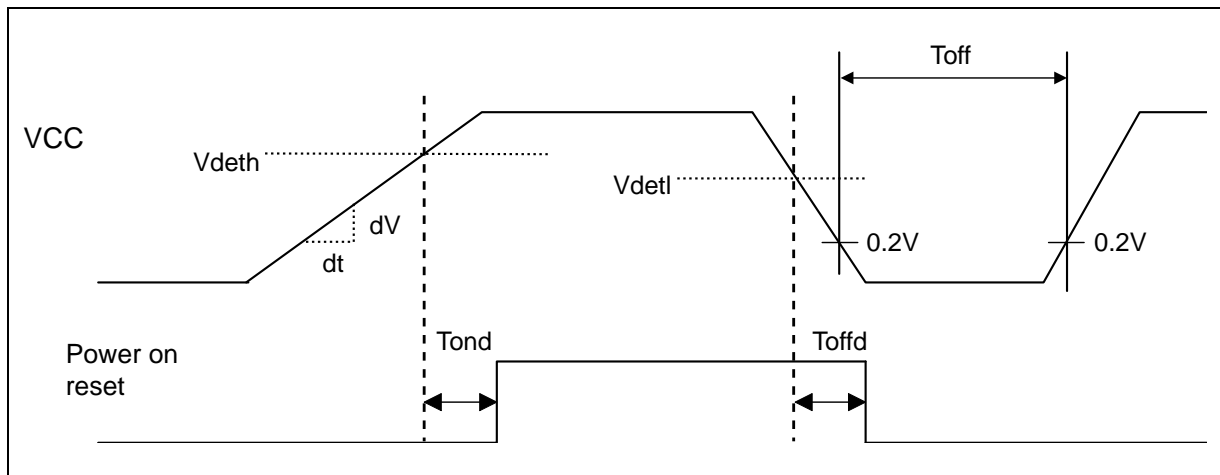 Toff
VCC
Vdeth
Vdetl
dV
dt
0.2V
0.2V
Power on
reset
Tond
Toffd